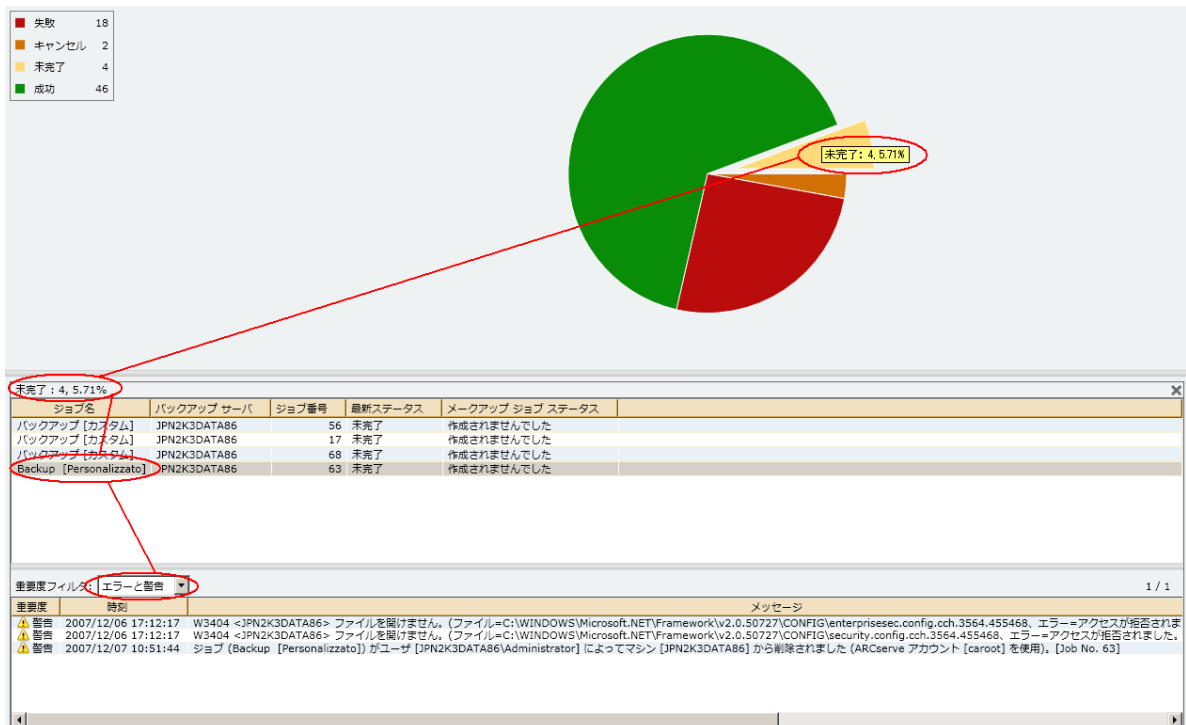 失敗 18
キャンセル 2
未完了 4
成功 46
未完了: 4, 5.71%
未完了 : 4, 5.71%
ジョブ名 バックアップ サーバ ジョブ番号 最新ステータス メークアップ ジョブ ステータス
バックアップ [カスタム] JPN2K3DATA86 56 未完了 作成されませんでした
バックアップ [カスタム] JPN2K3DATA86 17 未完了 作成されませんでした
バックアップ [カスタム] JPN2K3DATA86 68 未完了 作成されませんでした
Backup [Personalizzato] JPN2K3DATA86 63 未完了 作成されませんでした
重要度フィルタ: エラーと警告 1 / 1
重要度 時刻 メッセージ
警告 2007/12/06 17:12:17 W3404 <JPN2K3DATA86> ファイルを開けません。(ファイル=C:\WINDOWS\Microsoft.NET\Framework\v2.0.50727\CONFIG\enterprisesec.config.cch.3564.455468、エラー=アクセスが拒否されま
警告 2007/12/06 17:12:17 W3404 <JPN2K3DATA86> ファイルを開けません。(ファイル=C:\WINDOWS\Microsoft.NET\Framework\v2.0.50727\CONFIG\security.config.cch.3564.455468、エラー=アクセスが拒否されました。
警告 2007/12/07 10:51:44 ジョブ (Backup [Personalizzato]) がユーザ [JPN2K3DATA86\Administrator] によってマシン [JPN2K3DATA86] から削除されました (ARCserve アカウント [caroot] を使用)。[Job No. 63]